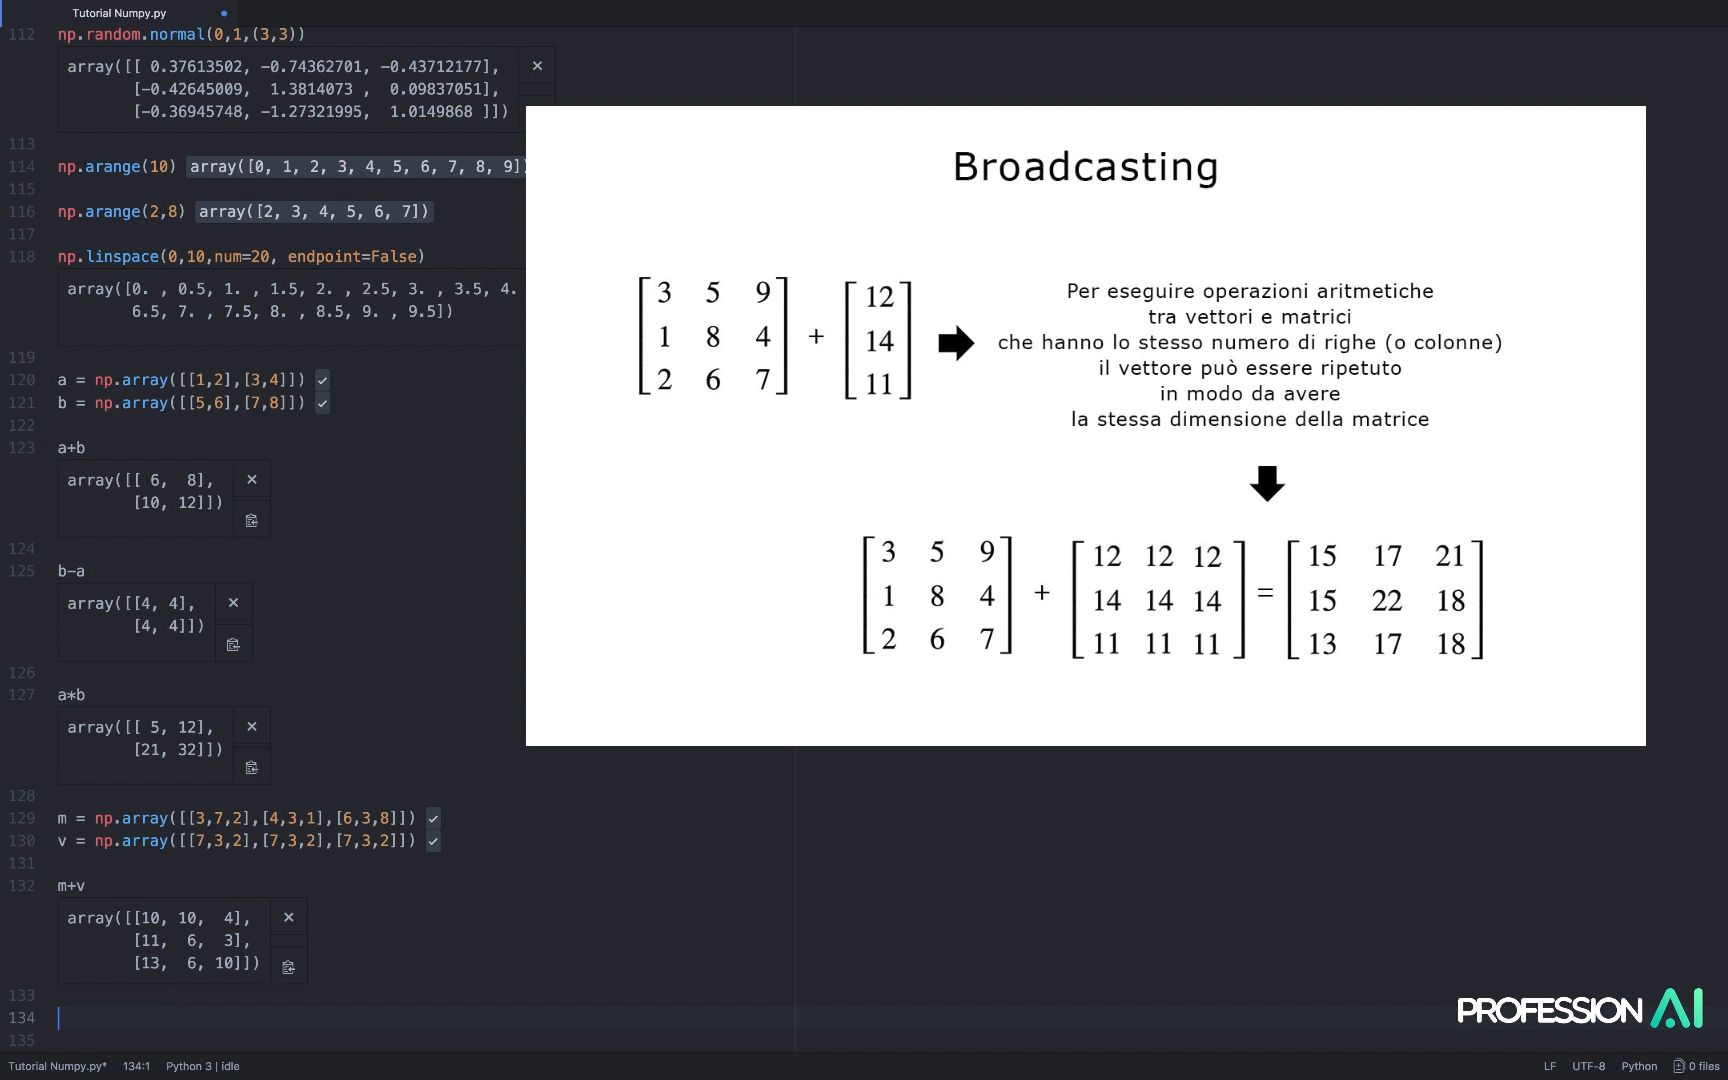 Tutorial Numpy.py
112 np.random.normal(0,1,(3,3))
array([[ 0.37613502, -0.74362701, -0.43712177],
[-0.42645009, 1.3814073 , 0.09837051],
[-0.36945748, -1.27321995, 1.0149868 ]])
113
114 np.arange(10) array([0, 1, 2, 3, 4, 5, 6, 7, 8, 9])
115
116 np.arange(2,8) array([2, 3, 4, 5, 6, 7])
117
118 np.linspace(0,10,num=20, endpoint=False)
array([0. , 0.5, 1. , 1.5, 2. , 2.5, 3. , 3.5, 4.
6.5, 7. , 7.5, 8. , 8.5, 9. , 9.5])
119
120 a = np.array([[1,2],[3,4]])
121 b = np.array([[5,6],[7,8]])
122
123 a+b
array([[ 6, 8],
[10, 12]])
124
125 b-a
array([[4, 4],
[4, 4]])
126
127 a*b
array([[ 5, 12],
[21, 32]])
128
129 m = np.array([[3,7,2],[4,3,1],[6,3,8]])
130 v = np.array([[7,3,2],[7,3,2],[7,3,2]])
131
132 m+v
array([[10, 10, 4],
[11, 6, 3],
[13, 6, 10]])
133
134
135
Broadcasting
3 5 9 12
1 8 4 + 14
2 6 7 11
Per eseguire operazioni aritmetiche
tra vettori e matrici
che hanno lo stesso numero di righe (o colonne)
il vettore può essere ripetuto
in modo da avere
la stessa dimensione della matrice
3 5 9 12 12 12 15 17 21
1 8 4 + 14 14 14 = 15 22 18
2 6 7 11 11 11 13 17 18
PROFESSION AI
Tutorial Numpy.py* 134:1 Python 3 | idle LF UTF-8 Python 0 files